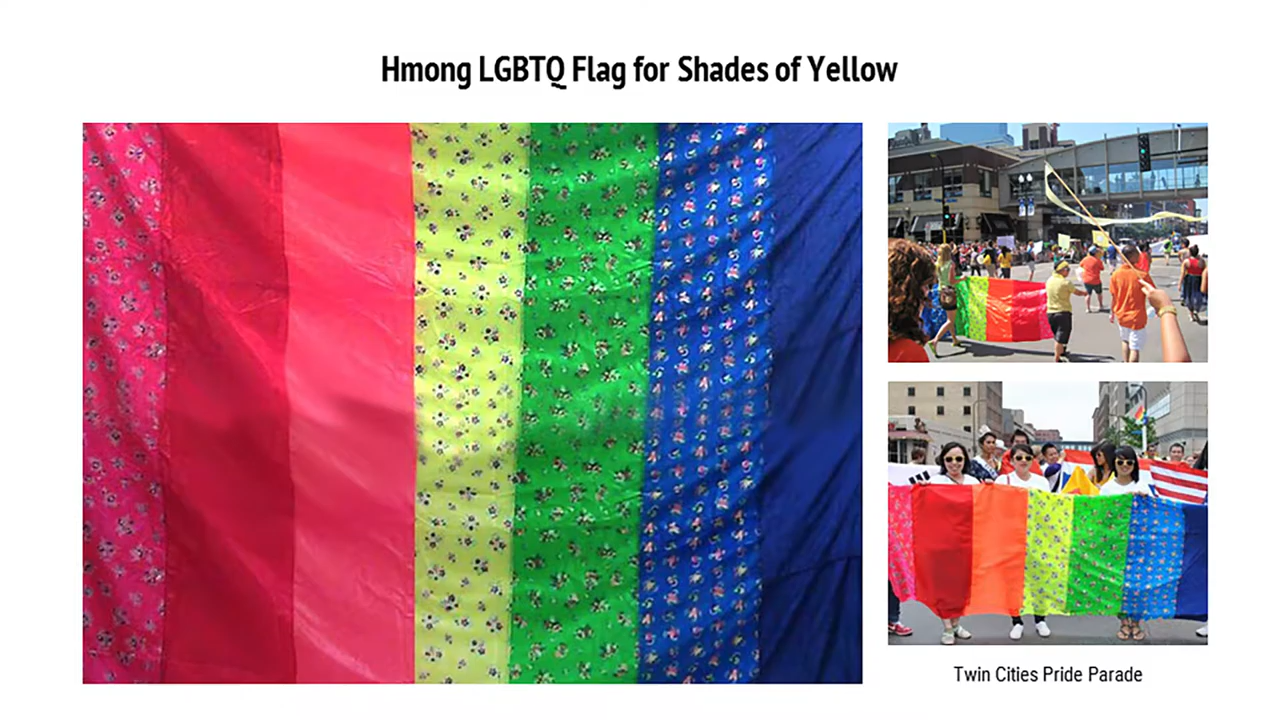 Hmong LGBTQ Flag for Shades of Yellow
Twin Cities Pride Parade